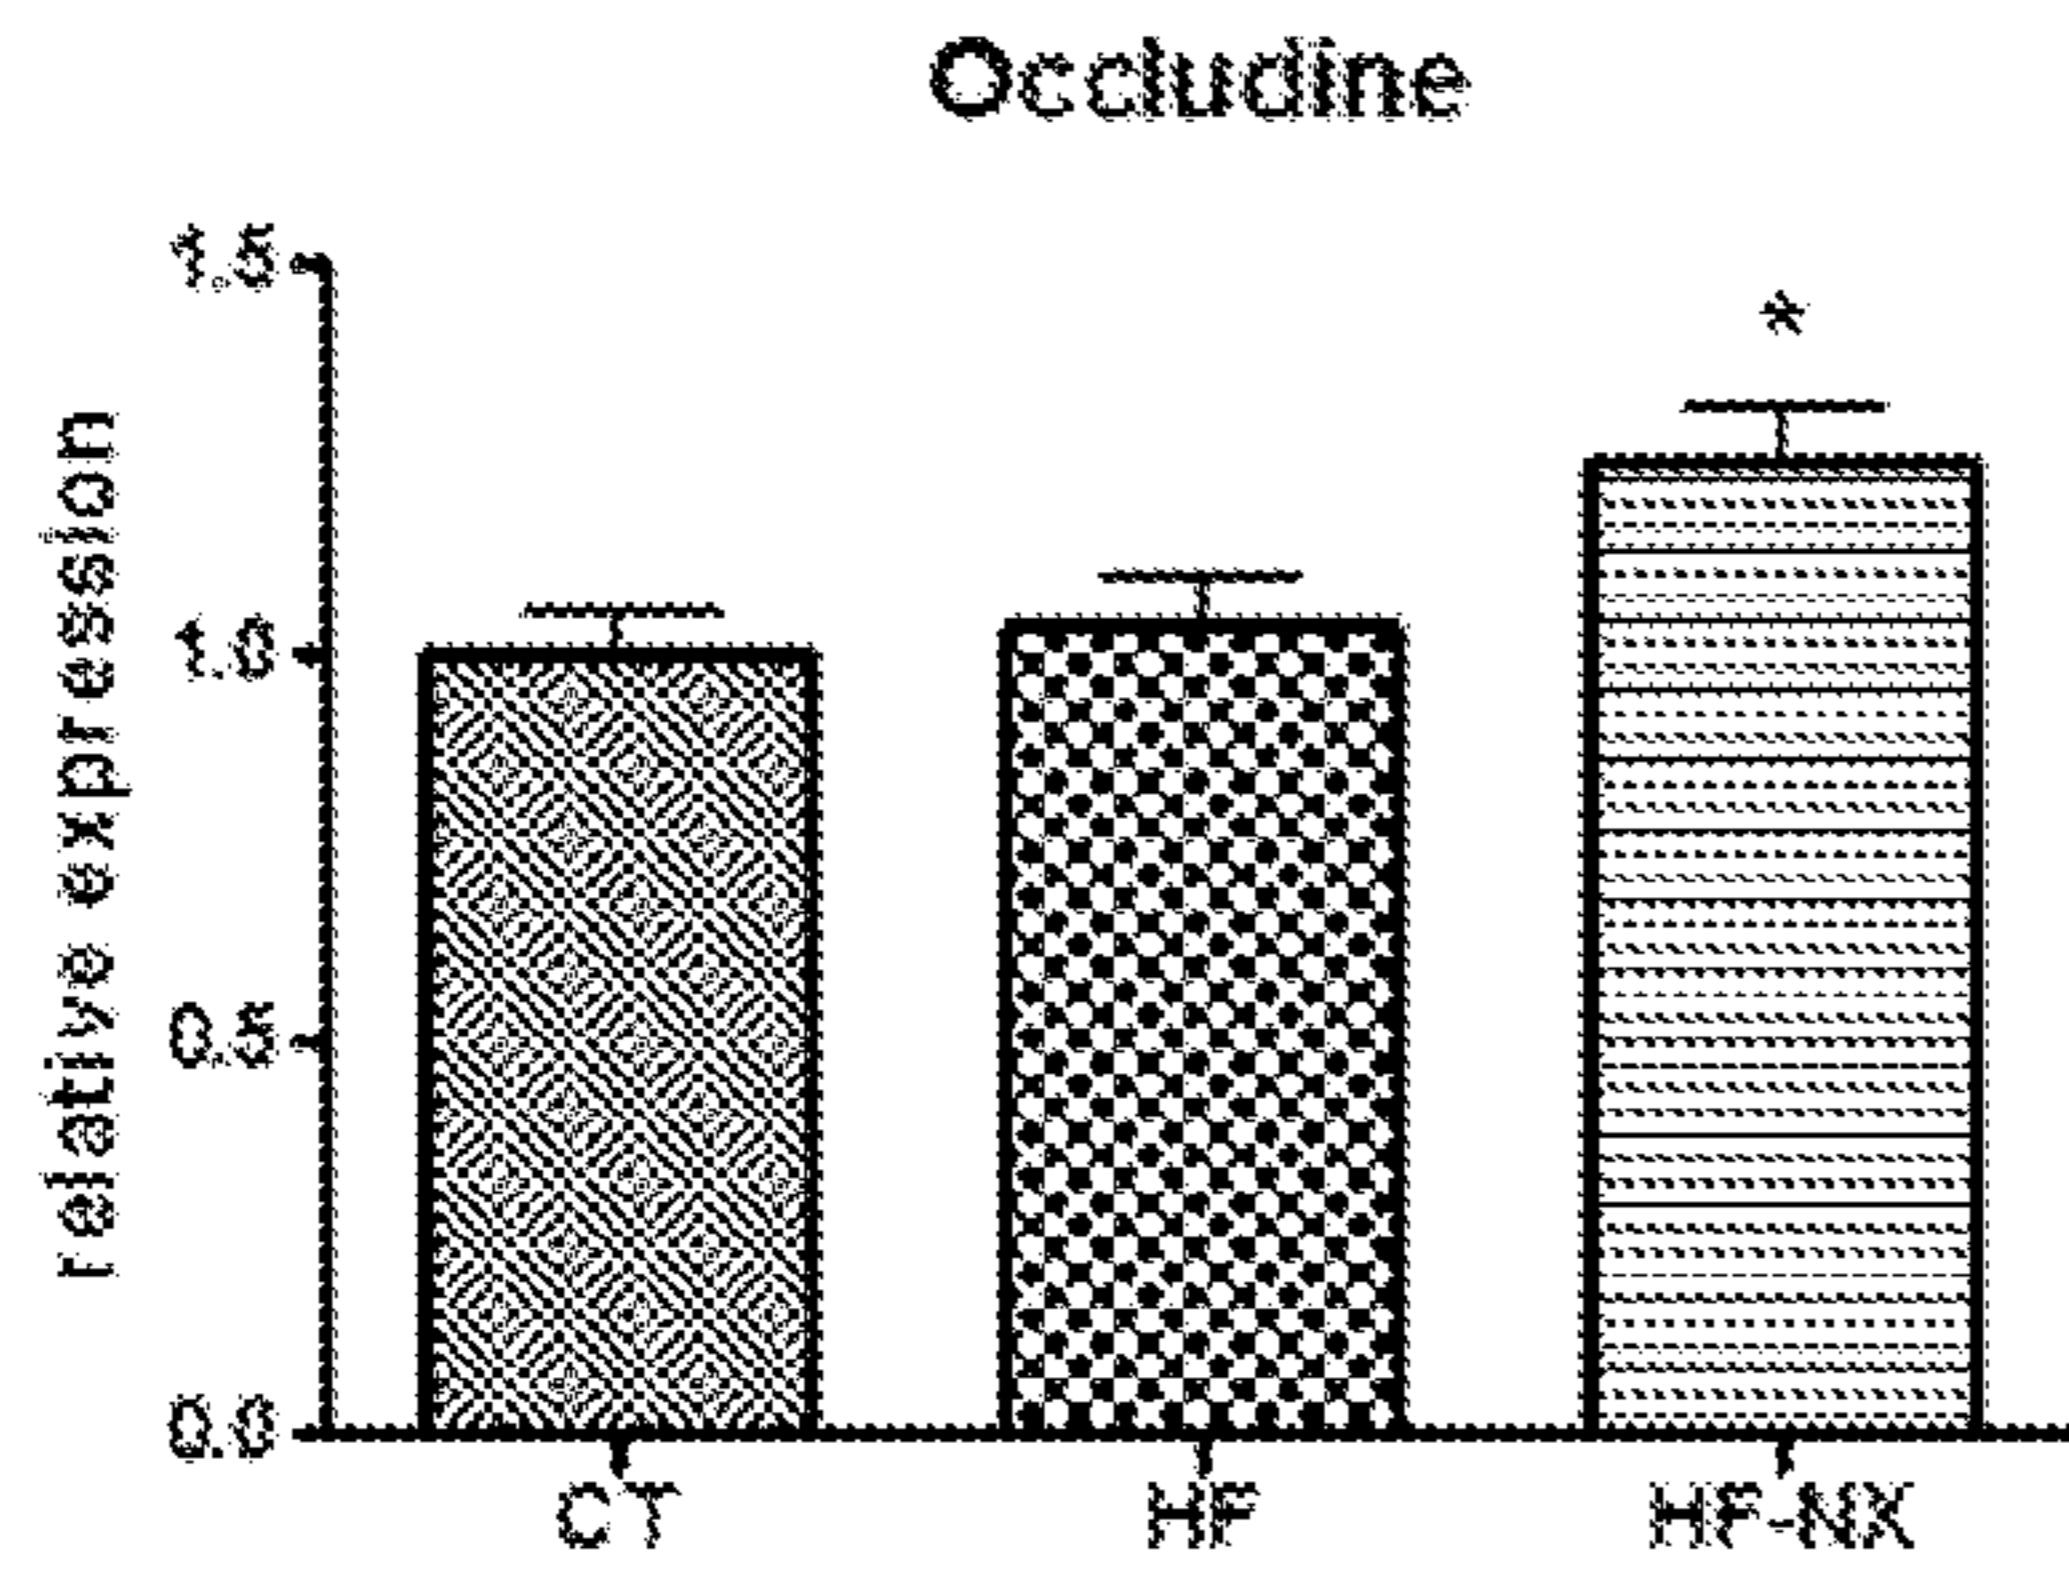 Occludine
1.5
*
1.0
0.5
0.0
relative expression
CT
HF
HF-NX